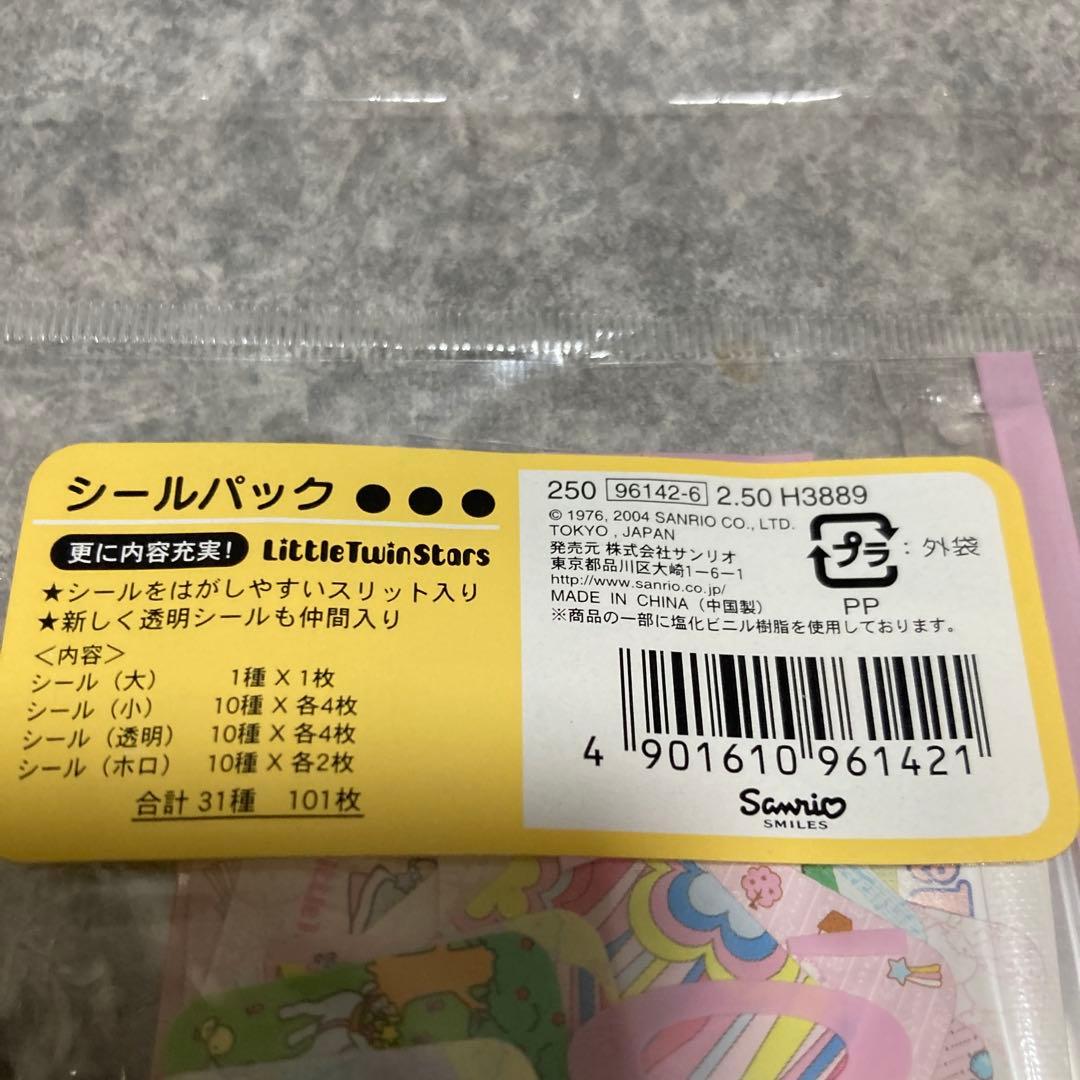 シールパック ●●●
更に内容充実! LittleTwinStars
★シールをはがしやすいスリット入り
★新しく透明シールも仲間入り
＜内容＞
シール（大） 1種 X 1枚
シール（小） 10種 X 各4枚
シール（透明） 10種 X 各4枚
シール（ホロ） 10種 X 各2枚
合計 31種 101枚
250 96142-6 2.50 H3889
© 1976, 2004 SANRIO CO., LTD.
TOKYO , JAPAN
発売元 株式会社サンリオ
東京都品川区大崎1-6-1
http://www.sanrio.co.jp/
MADE IN CHINA（中国製）
※商品の一部に塩化ビニル樹脂を使用しております。
プラ : 外袋
PP
4 901610 961421
Sanrio
SMILES